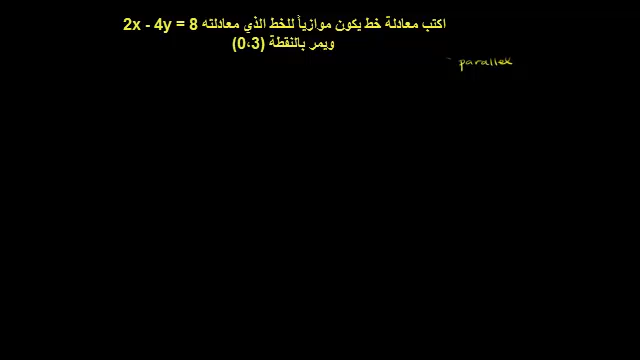 اكتب معادلة خط يكون موازياً للخط الذي معادلته 2x - 4y = 8
ويمر بالنقطة (0،3)
parallel